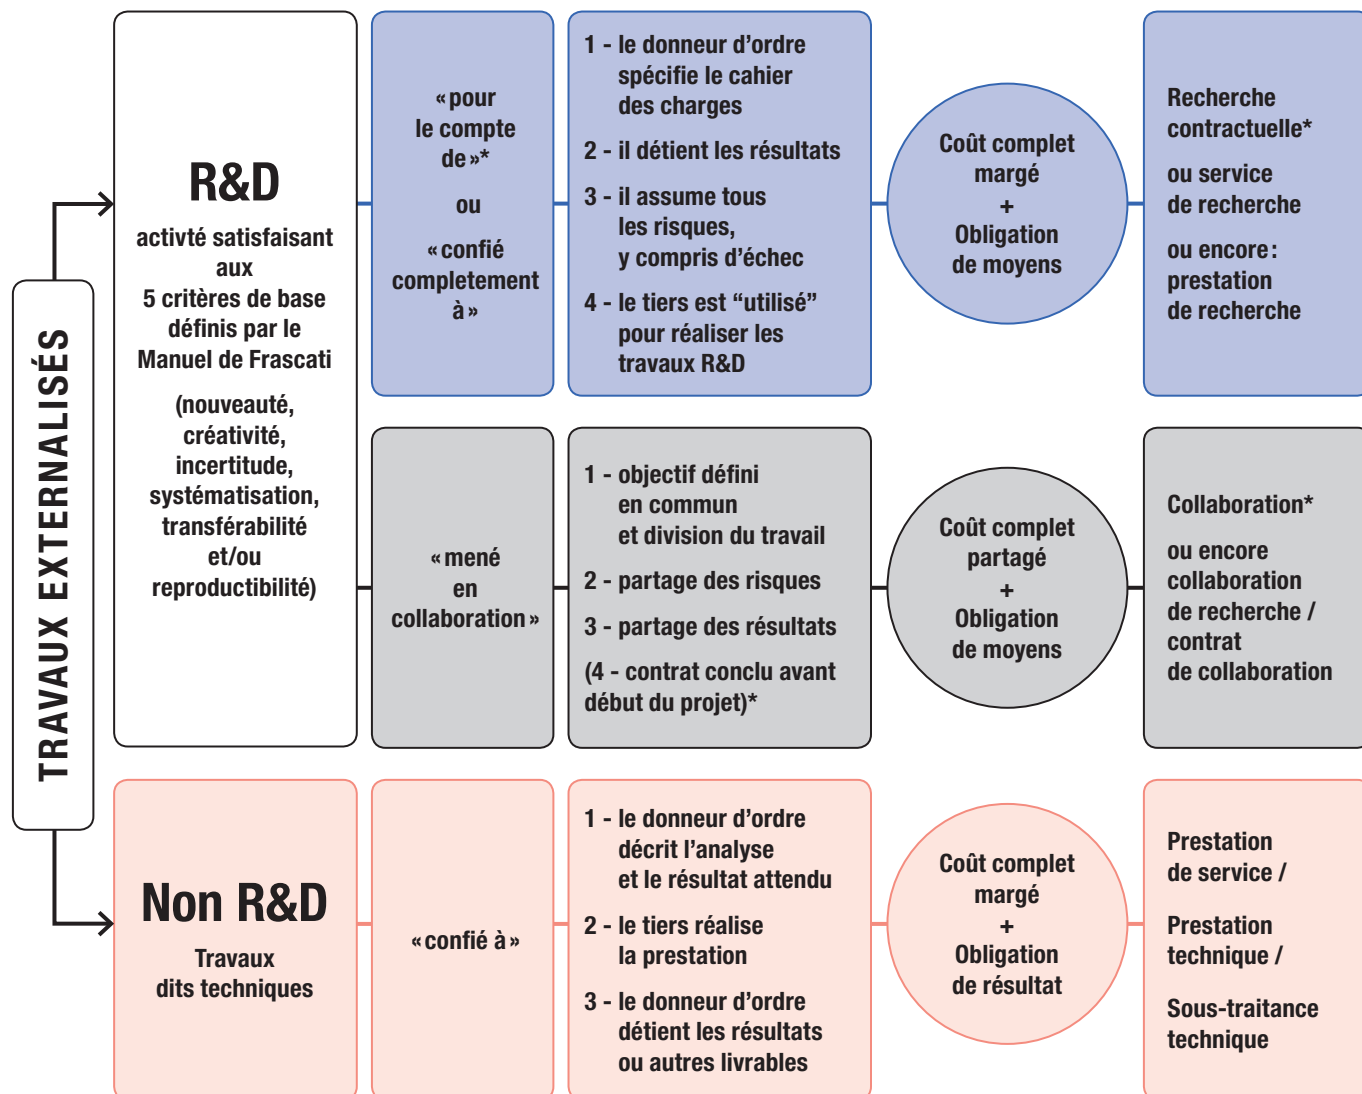 TRAVAUX EXTERNALISÉS
R&D
activté satisfaisant
aux
5 critères de base
définis par le
Manuel de Frascati
(nouveauté,
créativité,
incertitude,
systématisation,
transférabilité
et/ou
reproductibilité)
« pour
le compte
de »*
ou
« confié
completement
à »
1 - le donneur d’ordre
spécifie le cahier
des charges
2 - il détient les résultats
3 - il assume tous
les risques,
y compris d’échec
4 - le tiers est “utilisé”
pour réaliser les
travaux R&D
Coût complet
margé
+
Obligation
de moyens
Recherche
contractuelle*
ou service
de recherche
ou encore :
prestation
de recherche
« mené
en
collaboration »
1 - objectif défini
en commun
et division du travail
2 - partage des risques
3 - partage des résultats
(4 - contrat conclu avant
début du projet)*
Coût complet
partagé
+
Obligation
de moyens
Collaboration*
ou encore
collaboration
de recherche /
contrat
de collaboration
Non R&D
Travaux
dits techniques
« confié à »
1 - le donneur d’ordre
décrit l’analyse
et le résultat attendu
2 - le tiers réalise
la prestation
3 - le donneur d’ordre
détient les résultats
ou autres livrables
Coût complet
margé
+
Obligation
de résultat
Prestation
de service /
Prestation
technique /
Sous-traitance
technique